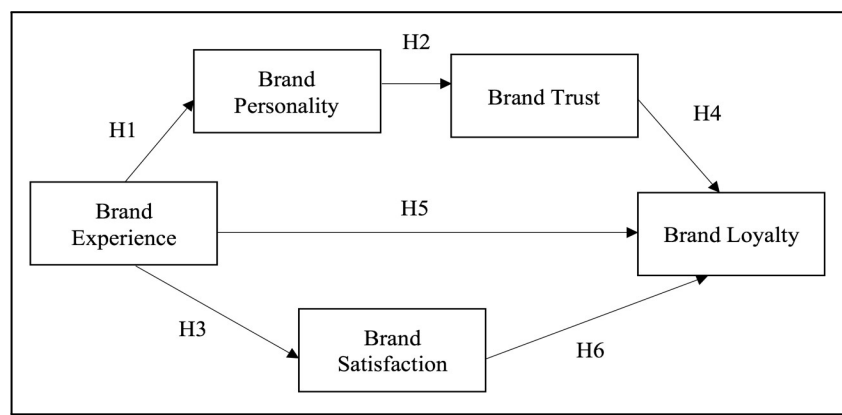 H2
Brand
Personality
Brand Trust
H1
H4
Brand
Experience
H5
Brand Loyalty
H3
Brand
Satisfaction
H6